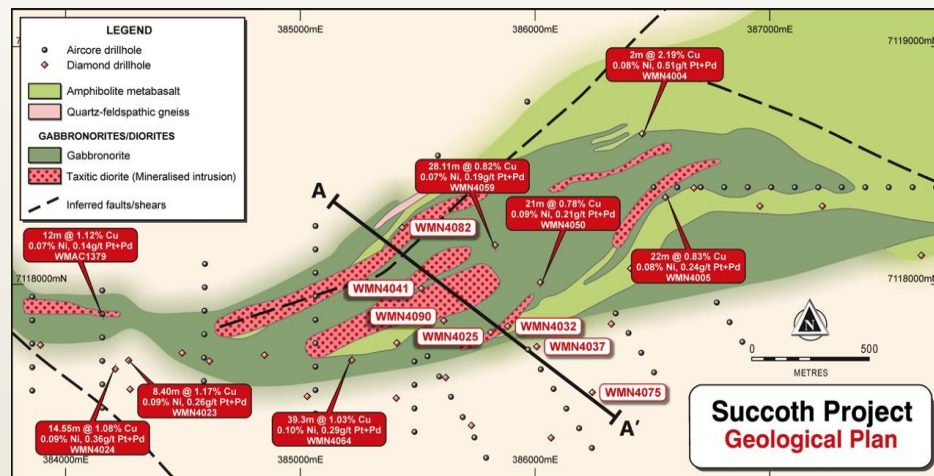 385000mE
386000mE
387000mE
LEGEND
Aircore drillhole
Diamond drillhole
Amphibolite metabasalt
Quartz-feldspathic gneiss
GABBRONORITES/DIORITES
Gabbronorite
Taxitic diorite (Mineralised intrusion)
Inferred faults/shears
7119000mN
2m @ 2.19% Cu
0.08% Ni, 0.51g/t Pt+Pd
WMN4004
28.11m @ 0.82% Cu
0.07% Ni, 0.19g/t Pt+Pd
WMN4059
A
21m @ 0.78% Cu
0.09% Ni, 0.21g/t Pt+Pd
WMN4050
WMN4082
12m @ 1.12% Cu
0.07% Ni, 0.14g/t Pt+Pd
WMAC1379
22m @ 0.83% Cu
0.08% Ni, 0.24g/t Pt+Pd
WMN4005
7118000mN
7118000mN
WMN4041
WMN4090
WMN4025
WMN4032
WMN4037
N
0
500
METRES
WMN4075
8.40m @ 1.17% Cu
0.09% Ni, 0.26g/t Pt+Pd
WMN4023
39.3m @ 1.03% Cu
0.10% Ni, 0.29g/t Pt+Pd
WMN4064
14.55m @ 1.08% Cu
0.09% Ni, 0.36g/t Pt+Pd
WMN4024
A'
Succoth Project
Geological Plan
384000mE
385000mE
386000mE